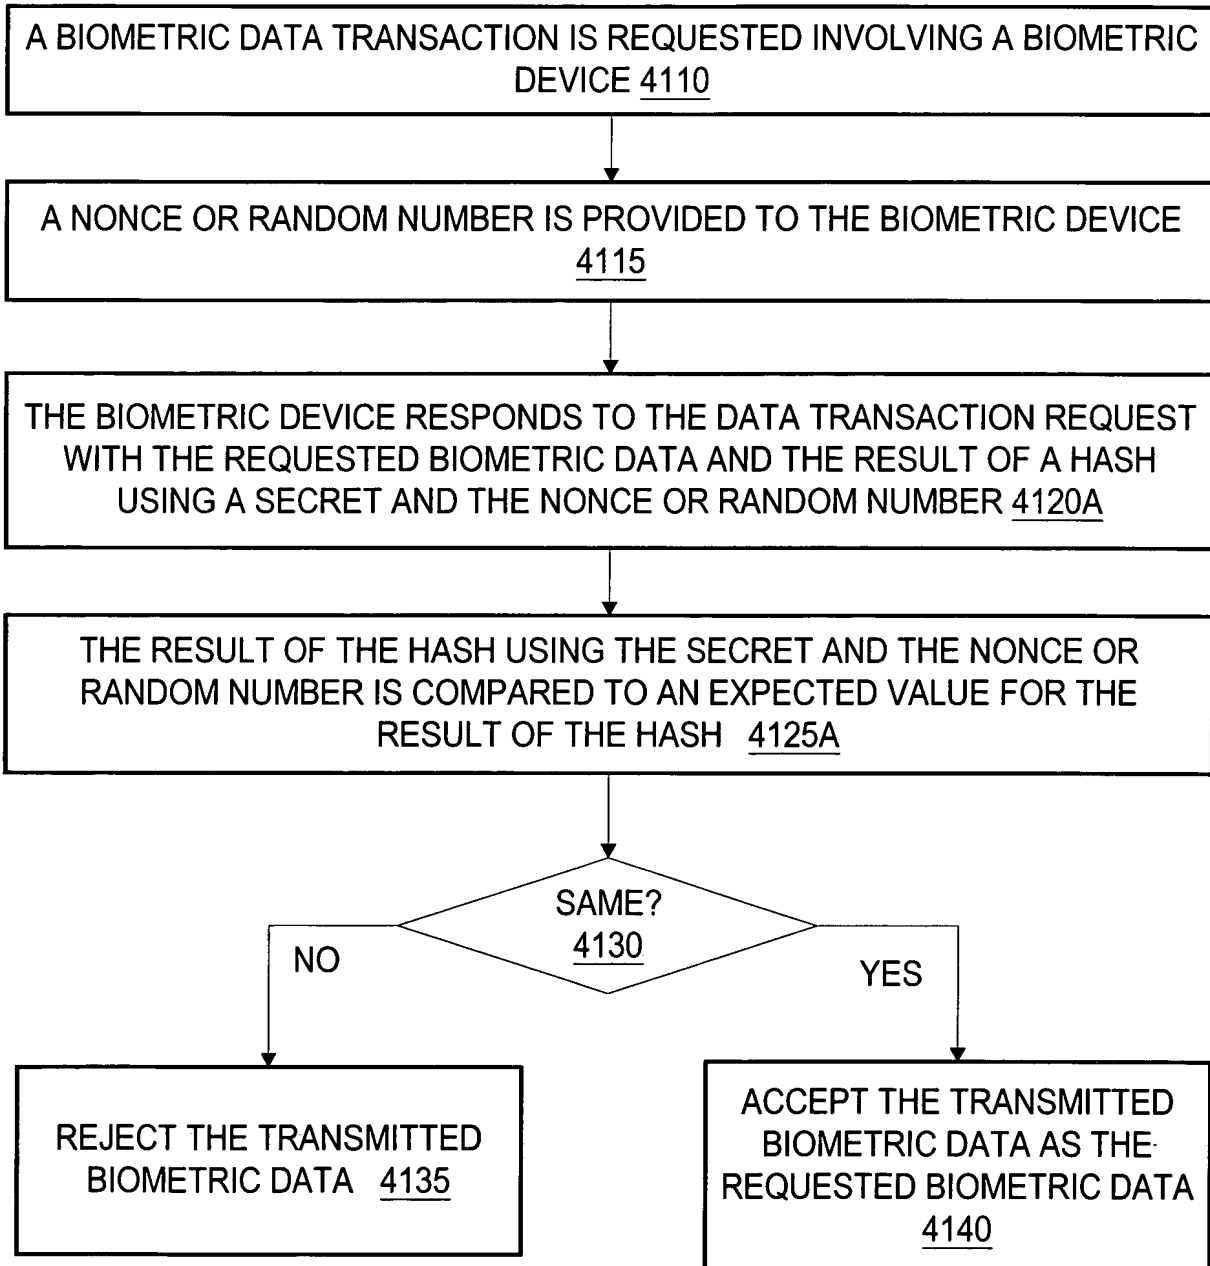 A BIOMETRIC DATA TRANSACTION IS REQUESTED INVOLVING A BIOMETRIC
DEVICE 4110
A NONCE OR RANDOM NUMBER IS PROVIDED TO THE BIOMETRIC DEVICE
4115
THE BIOMETRIC DEVICE RESPONDS TO THE DATA TRANSACTION REQUEST
WITH THE REQUESTED BIOMETRIC DATA AND THE RESULT OF A HASH
USING A SECRET AND THE NONCE OR RANDOM NUMBER 4120A
THE RESULT OF THE HASH USING THE SECRET AND THE NONCE OR
RANDOM NUMBER IS COMPARED TO AN EXPECTED VALUE FOR THE
RESULT OF THE HASH 4125A
SAME?
4130
NO
YES
REJECT THE TRANSMITTED
BIOMETRIC DATA 4135
ACCEPT THE TRANSMITTED
BIOMETRIC DATA AS THE
REQUESTED BIOMETRIC DATA
4140